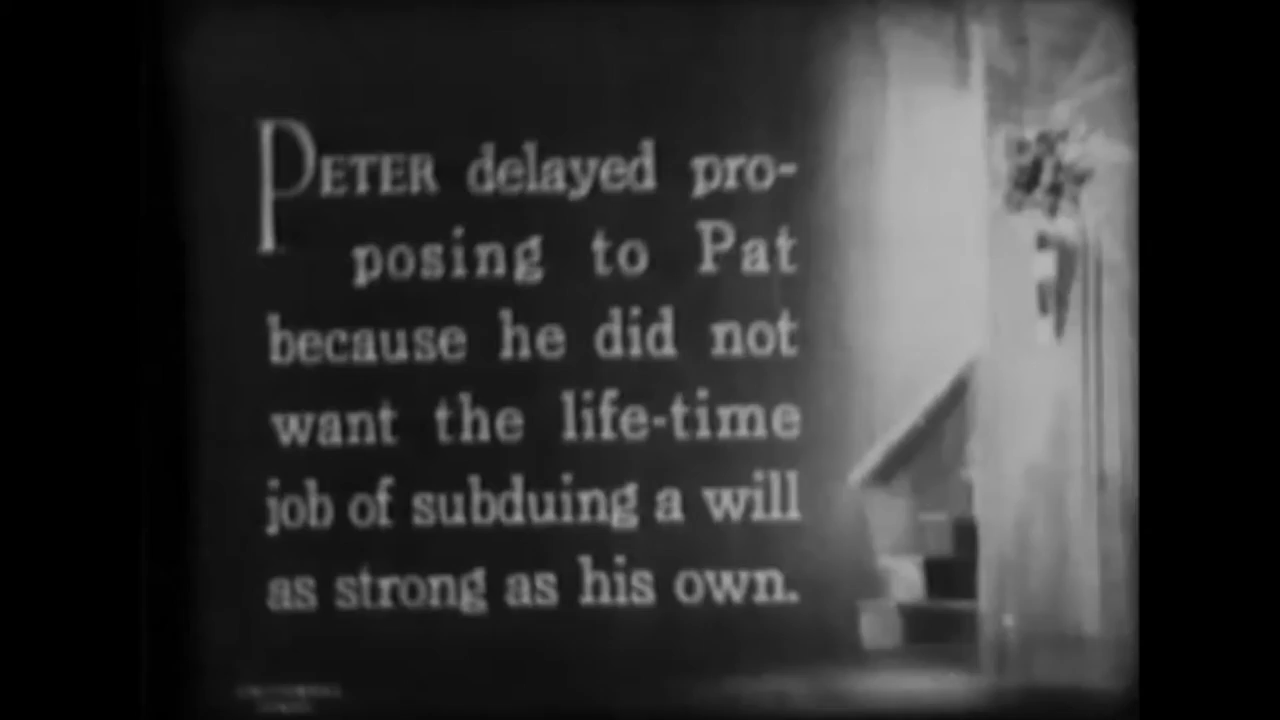 PETER delayed pro-
posing to Pat
because he did not
want the life-time
job of subduing a will
as strong as his own.